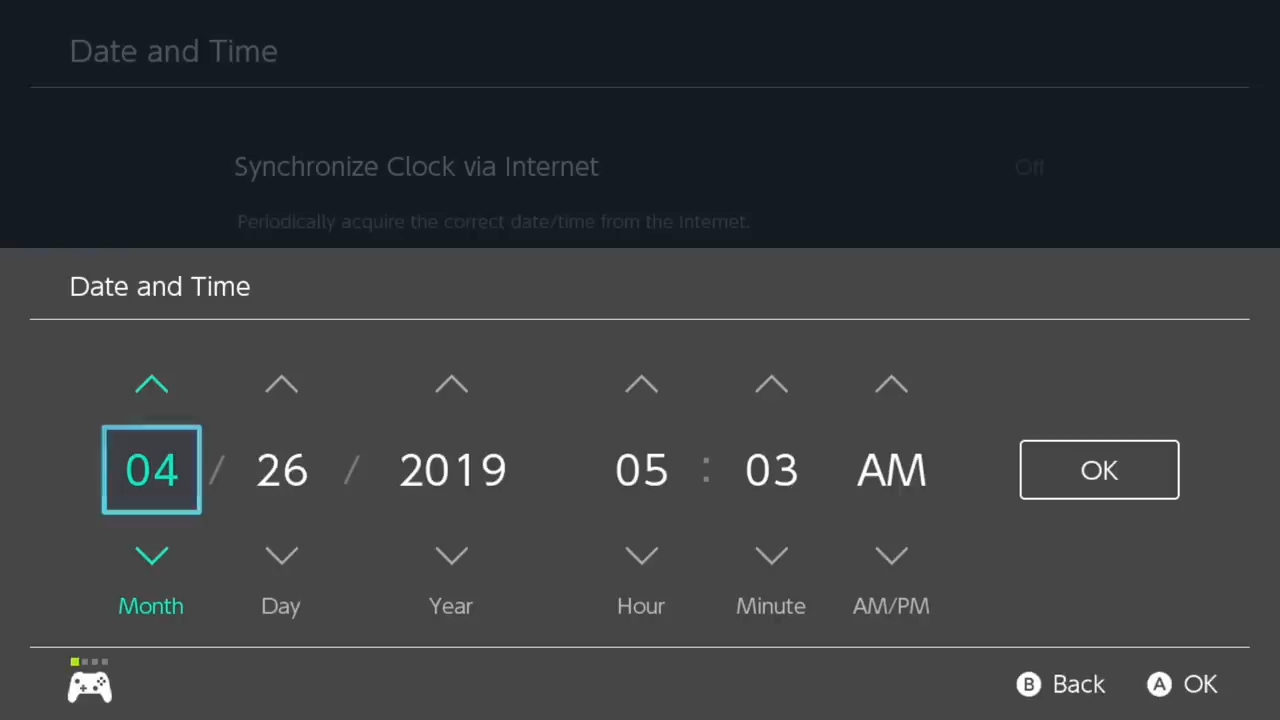 Date and Time
Synchronize Clock via Internet Off
Periodically acquire the correct date/time from the Internet.
Date and Time
04 / 26 / 2019 05 : 03 AM OK
Month Day Year Hour Minute AM/PM
B Back A OK